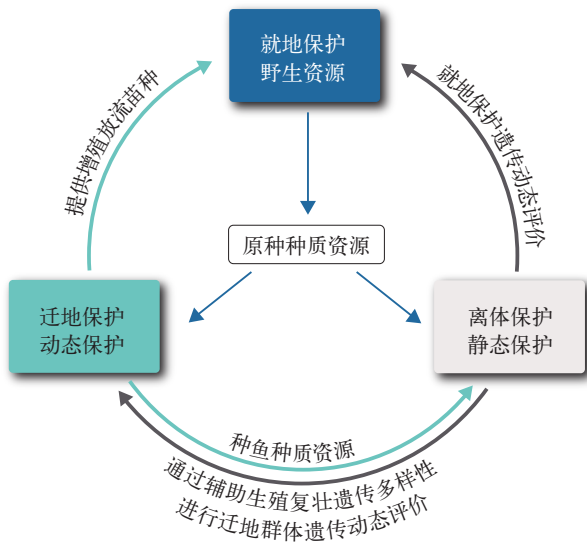 就地保护
野生资源
提供增殖放流苗种
就地保护遗传动态评价
原种种质资源
迁地保护
动态保护
离体保护
静态保护
种鱼种质资源
通过辅助生殖复壮遗传多样性
进行迁地群体遗传动态评价